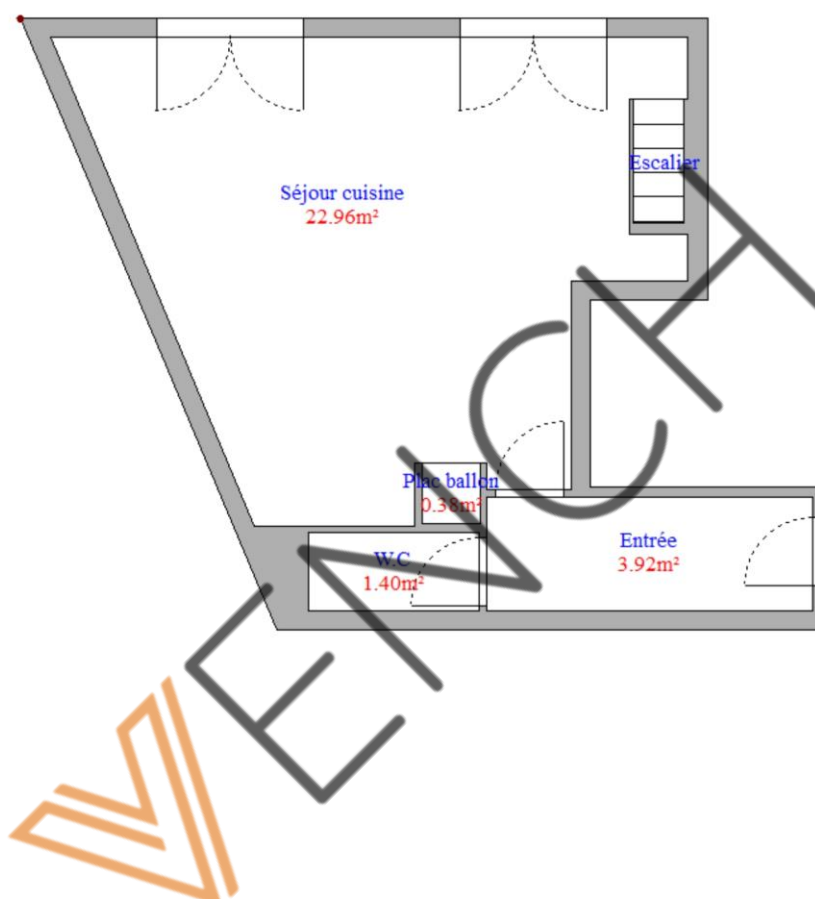 Séjour cuisine
22.96m²
Escalier
Plac ballon
0.38m²
W.C
1.40m²
Entrée
3.92m²
VENCH